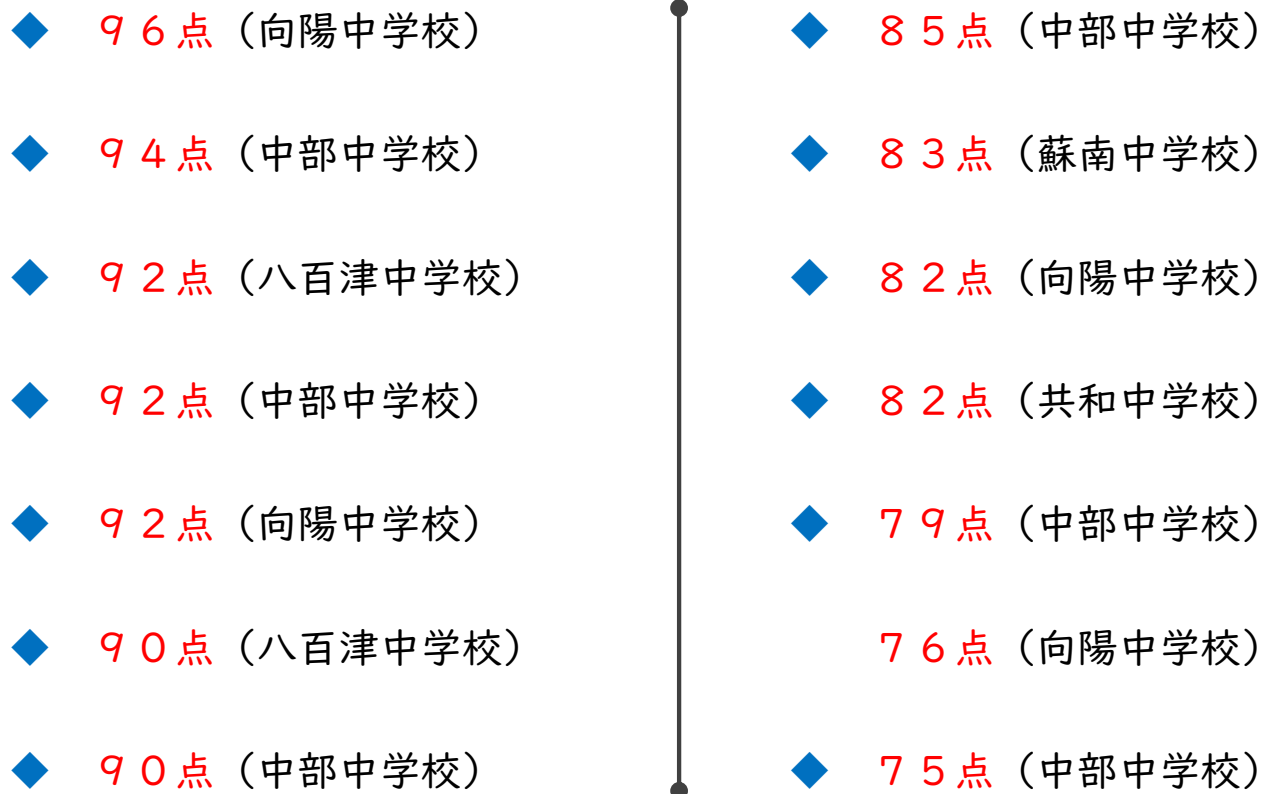 ◆ 96点（向陽中学校）
◆ 94点（中部中学校）
◆ 92点（八百津中学校）
◆ 92点（中部中学校）
◆ 92点（向陽中学校）
◆ 90点（八百津中学校）
◆ 90点（中部中学校）
◆ 85点（中部中学校）
◆ 83点（蘇南中学校）
◆ 82点（向陽中学校）
◆ 82点（共和中学校）
◆ 79点（中部中学校）
76点（向陽中学校）
◆ 75点（中部中学校）